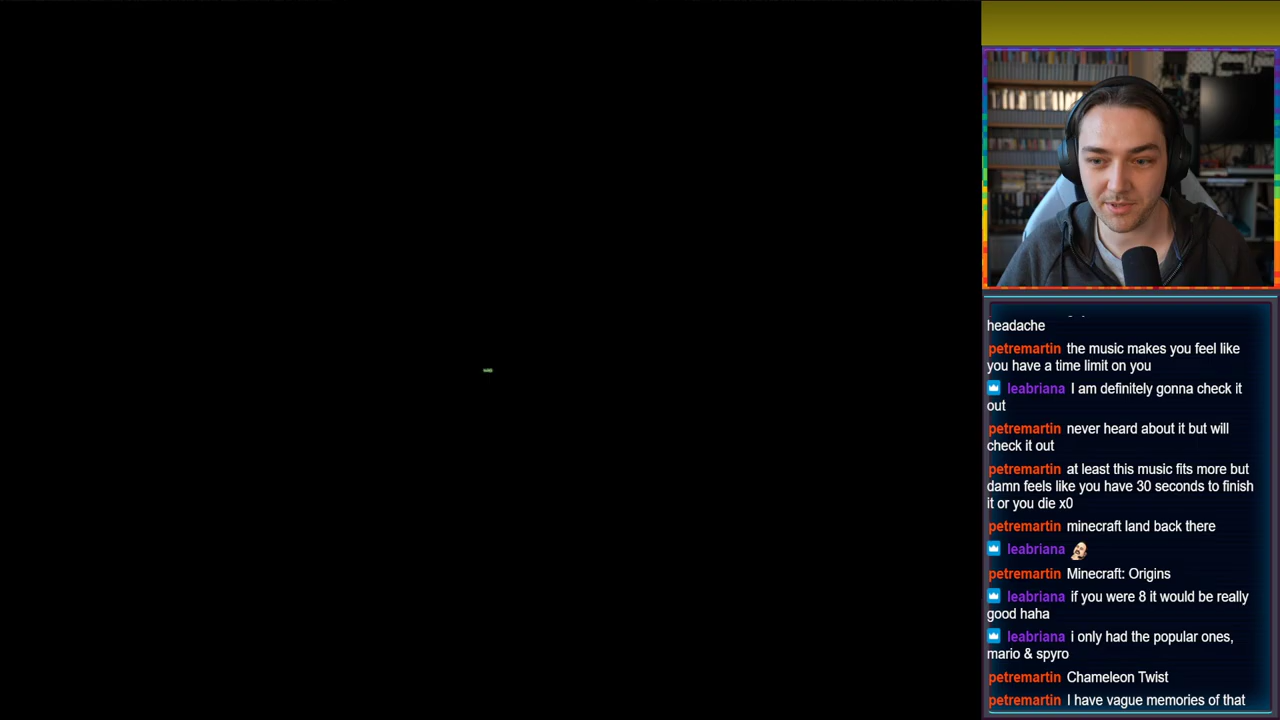 headache
petremartin the music makes you feel like
you have a time limit on you
leabriana I am definitely gonna check it
out
petremartin never heard about it but will
check it out
petremartin at least this music fits more but
damn feels like you have 30 seconds to finish
it or you die x0
petremartin minecraft land back there
leabriana
petremartin Minecraft: Origins
leabriana if you were 8 it would be really
good haha
leabriana i only had the popular ones,
mario & spyro
petremartin Chameleon Twist
petremartin I have vague memories of that